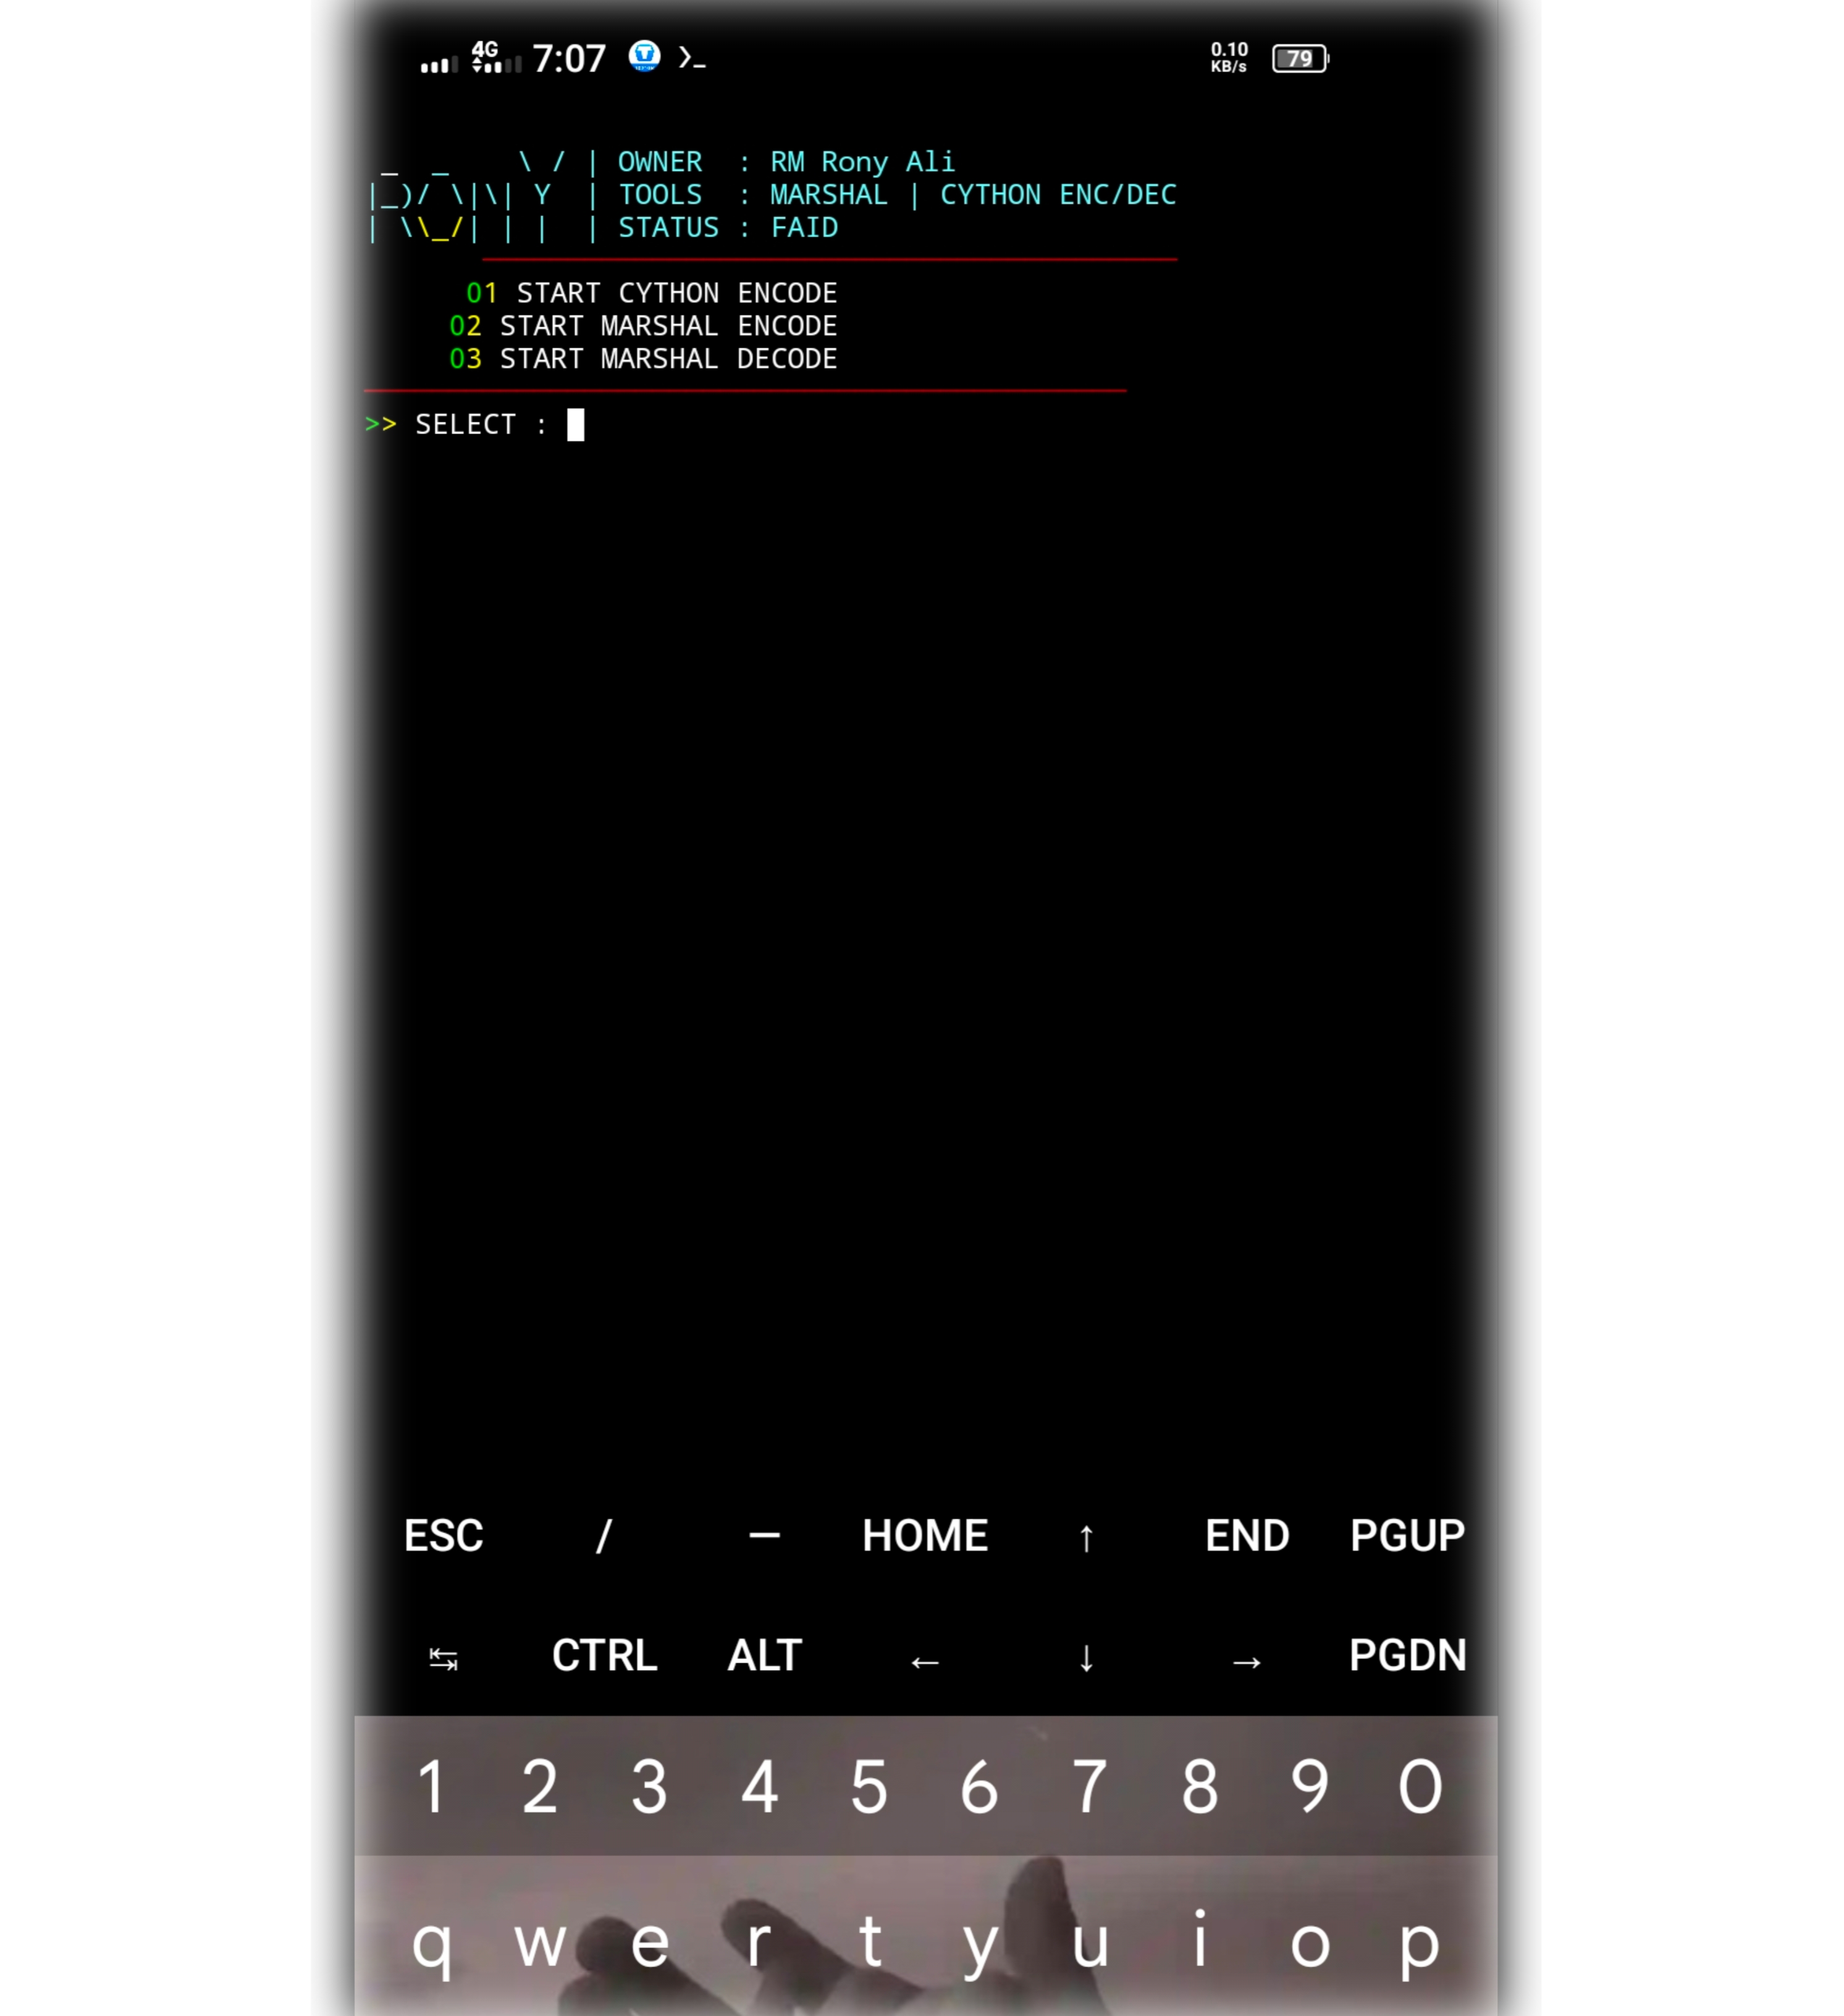 4G 7:07 0.10 KB/s 79
\ / | OWNER : RM Rony Ali
|_)/ \|\| Y | TOOLS : MARSHAL | CYTHON ENC/DEC
| \\_/| | | | STATUS : FAID
01 START CYTHON ENCODE
02 START MARSHAL ENCODE
03 START MARSHAL DECODE
>> SELECT :
ESC / — HOME ↑ END PGUP
↹ CTRL ALT ← ↓ → PGDN
1 2 3 4 5 6 7 8 9 0
q w e r t y u i o p